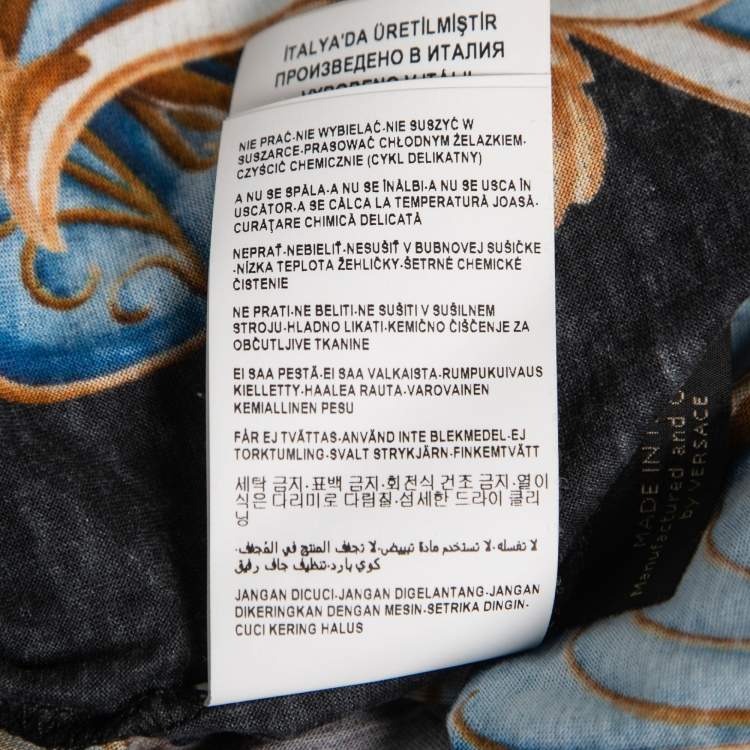 İTALYA'DA ÜRETİLMİŞTİR
ПРОИЗВЕДЕНО В ИТАЛИЯ
NIE PRAĆ-NIE WYBIELAĆ-NIE SUSZYĆ W
SUSZARCE-PRASOWAĆ CHŁODNYM ŻELAZKIEM-
CZYŚCIĆ CHEMICZNIE (CYKL DELIKATNY)
A NU SE SPĂLA-A NU SE ÎNĂLBI-A NU SE USCA ÎN
USCĂTOR-A SE CĂLCA LA TEMPERATURĂ JOASĂ-
CURĂŢARE CHIMICĂ DELICATĂ
NEPRAŤ-NEBIELIŤ-NESUŠIŤ V BUBNOVEJ SUŠIČKE
-NÍZKA TEPLOTA ŽEHLIČKY-ŠETRNÉ CHEMICKÉ
ČISTENIE
NE PRATI-NE BELITI-NE SUŠITI V SUŠILNEM
STROJU-HLADNO LIKATI-KEMIČNO ČIŠČENJE ZA
OBČUTLJIVE TKANINE
EI SAA PESTÄ-EI SAA VALKAISTA-RUMPUKUIVAUS
KIELLETTY-HAALEA RAUTA-VAROVAINEN
KEMIALLINEN PESU
FÅR EJ TVÄTTAS-ANVÄND INTE BLEKMEDEL-EJ
TORKTUMLING-SVALT STRYKJÄRN-FINKEMTVÄTT
세탁 금지-표백 금지-회전식 건조 금지-열이
식은 다리미로 다림질-섬세한 드라이 클리
닝
لا تغسله-لا تستخدم مادة تبييض-لا تجفف المنتج في المُجفف-
كوي بارد-تنظيف جاف رفيق
JANGAN DICUCI-JANGAN DIGELANTANG-JANGAN
DIKERINGKAN DENGAN MESIN-SETRIKA DINGIN-
CUCI KERING HALUS
MADE IN
Manufactured and
by VERSACE